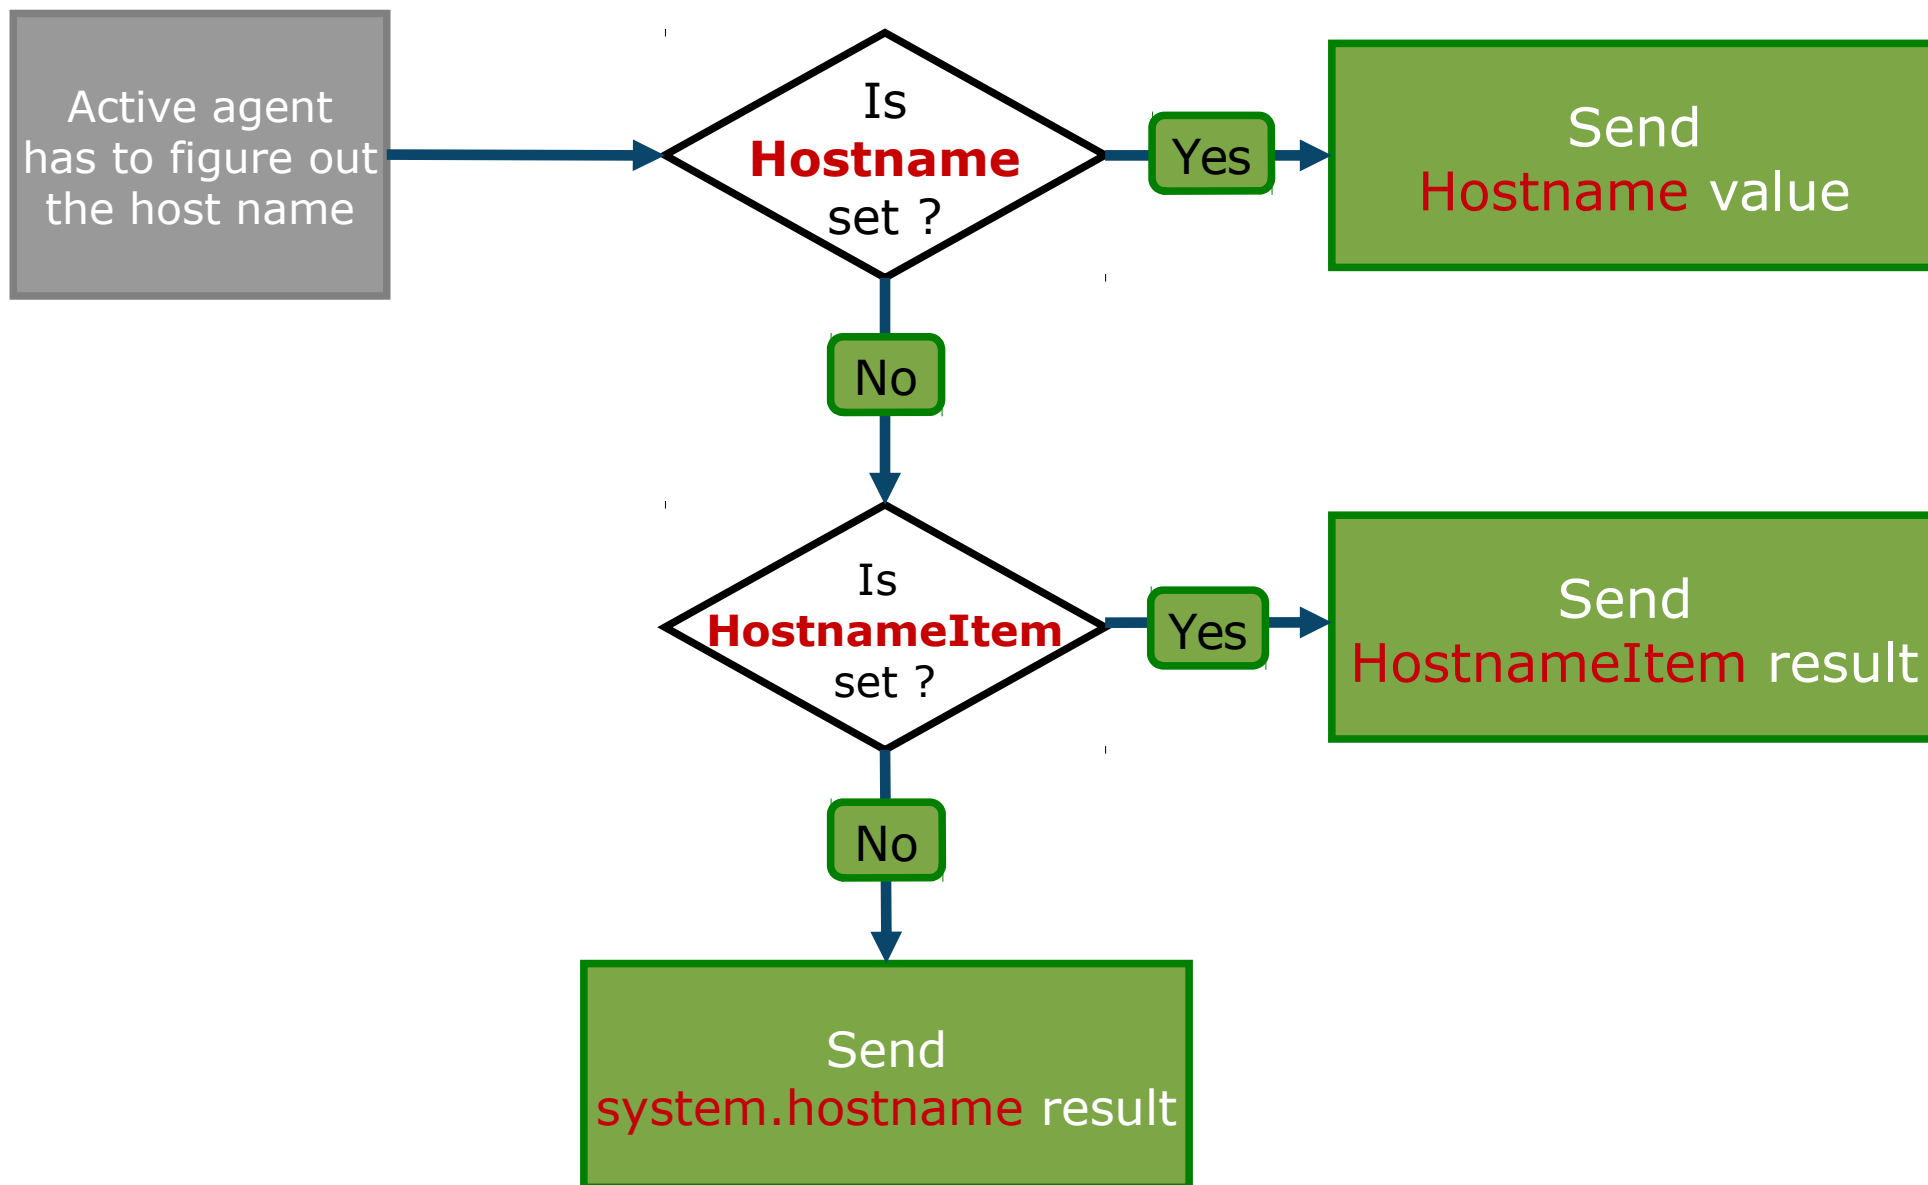 Active agent
has to figure out
the host name
Is
Hostname
set ?
Yes
Send
Hostname value
No
Is
HostnameItem
set ?
Yes
Send
HostnameItem result
No
Send
system.hostname result